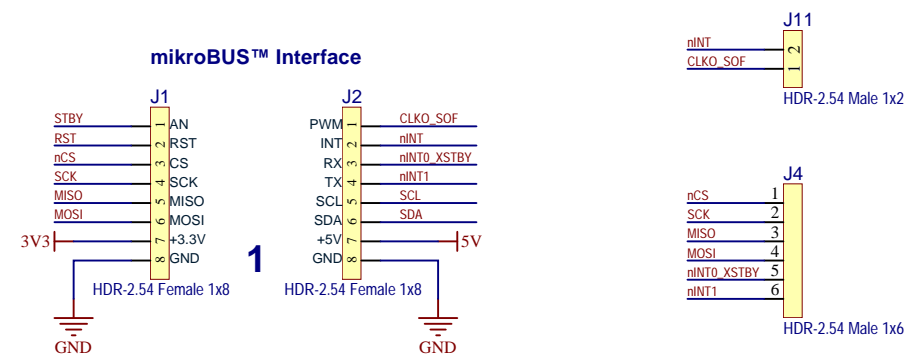 mikroBUS™ Interface
J1
STBY 1 AN
RST 2 RST
nCS 3 CS
SCK 4 SCK
MISO 5 MISO
MOSI 6 MOSI
3V3 7 +3.3V
8 GND
HDR-2.54 Female 1x8
GND
1
J2
PWM 1 CLKO_SOF
INT 2 nINT
RX 3 nINT0_XSTBY
TX 4 nINT1
SCL 5 SCL
SDA 6 SDA
+5V 7 5V
GND 8
HDR-2.54 Female 1x8
GND
J11
nINT 2
CLKO_SOF 1
HDR-2.54 Male 1x2
J4
nCS 1
SCK 2
MISO 3
MOSI 4
nINT0_XSTBY 5
nINT1 6
HDR-2.54 Male 1x6